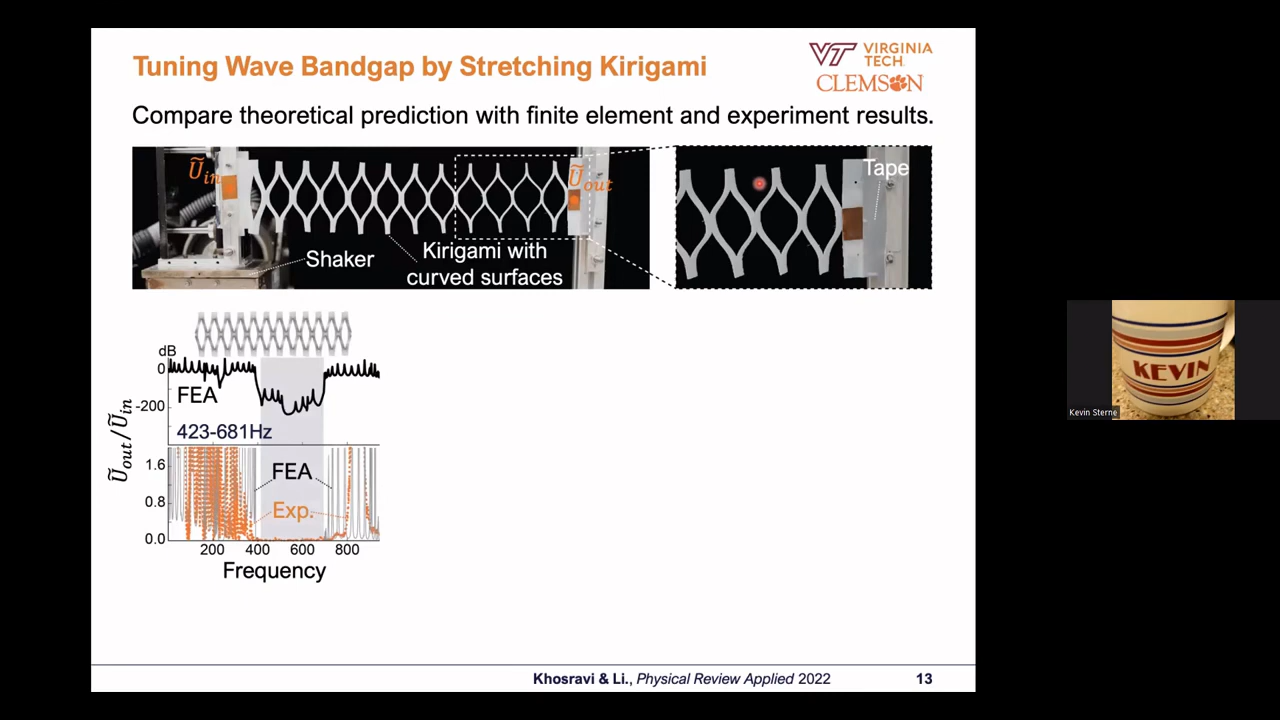 Tuning Wave Bandgap by Stretching Kirigami
VT VIRGINIA
TECH.
CLEMSON
Compare theoretical prediction with finite element and experiment results.
Ũin
Ũout
Shaker
Kirigami with
curved surfaces
Tape
dB
0
-200
FEA
423-681Hz
Ũout/Ũin
1.6
0.8
0.0
FEA
Exp.
200 400 600 800
Frequency
Khosravi & Li., Physical Review Applied 2022
13
KEVIN
Kevin Sterne